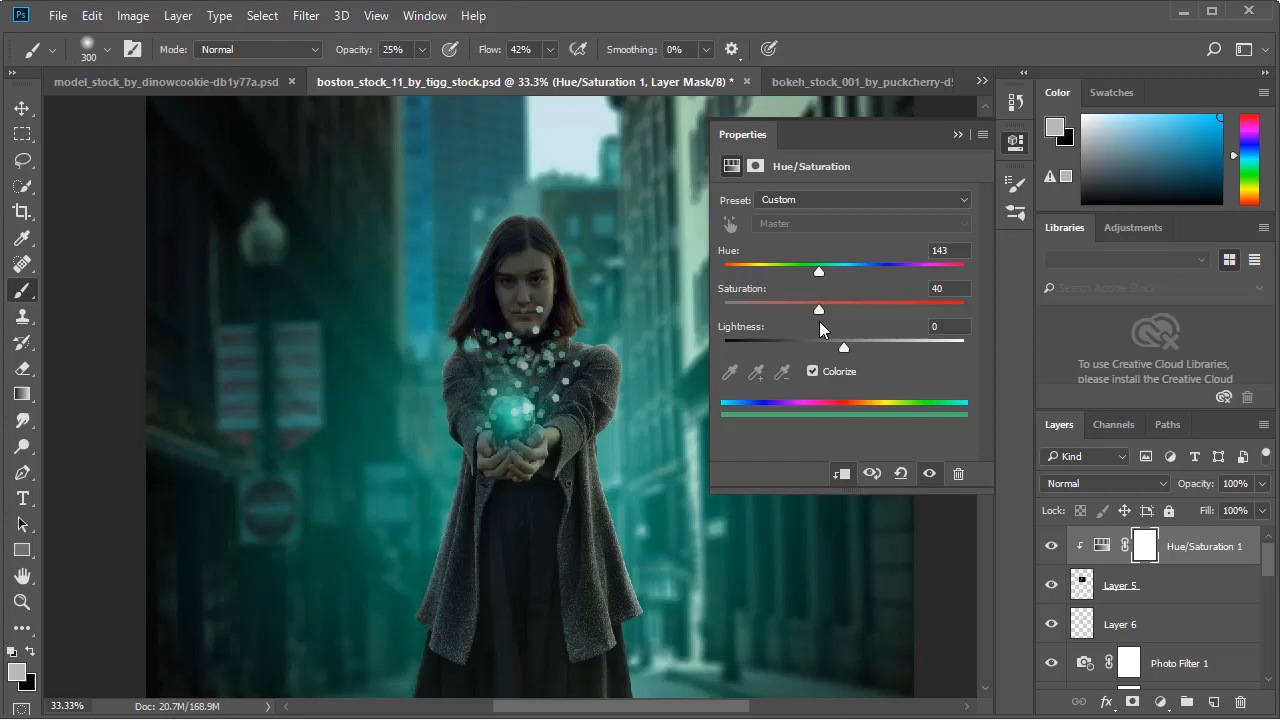 Ps File Edit Image Layer Type Select Filter 3D View Window Help
300 Mode: Normal Opacity: 25% Flow: 42% Smoothing: 0%
model_stock_by_dinowcookie-db1y77a.psd × boston_stock_11_by_tigg_stock.psd @ 33.3% (Hue/Saturation 1, Layer Mask/8) * × bokeh_stock_001_by_puckcherry-d5
Properties
Hue/Saturation
Preset: Custom
Master
Hue: 143
Saturation: 40
Lightness: 0
Colorize
Color Swatches
Libraries Adjustments
Search Adobe Stock
To use Creative Cloud Libraries,
please install the Creative Cloud
Layers Channels Paths
Kind
Normal Opacity: 100%
Lock: Fill: 100%
Hue/Saturation 1
Layer 5
Layer 6
Photo Filter 1
33.33% Doc: 20.7M/168.9M